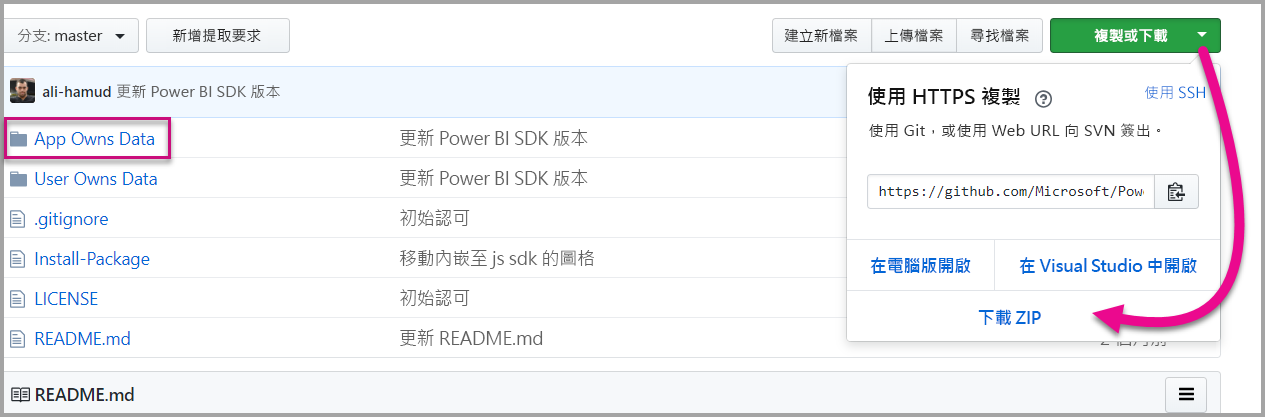 分支: master
新增提取要求
建立新檔案
上傳檔案
尋找檔案
複製或下載
ali-hamud 更新 Power BI SDK 版本
使用 HTTPS 複製
使用 SSH
使用 Git，或使用 Web URL 向 SVN 簽出。
https://github.com/Microsoft/Pow
在電腦版開啟
在 Visual Studio 中開啟
下載 ZIP
App Owns Data 更新 Power BI SDK 版本
User Owns Data 更新 Power BI SDK 版本
.gitignore 初始認可
Install-Package 移動內嵌至 js sdk 的圖格
LICENSE 初始認可
README.md 更新 README.md
README.md